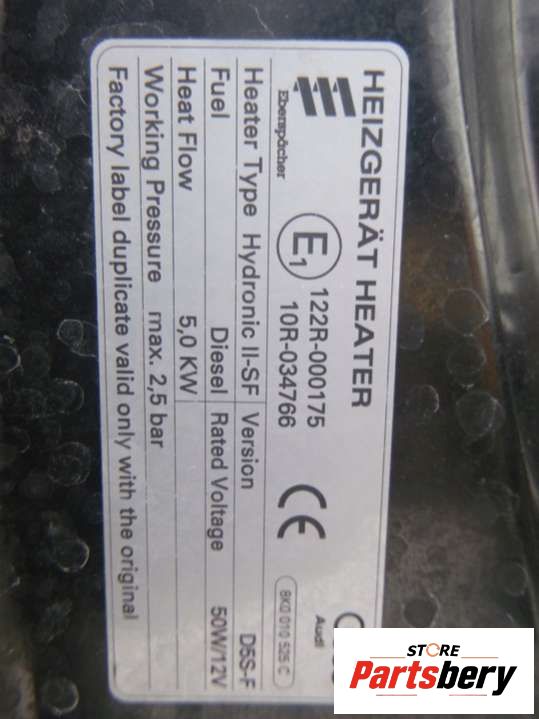 HEIZGERÄT HEATER
Eberspächer
E1
122R-000175
10R-034766
CE
Audi
8K0 010 525 C
Heater Type Hydronic II-SF Version D5S-F
Fuel Diesel Rated Voltage 50W/12V
Heat Flow 5,0 KW
Working Pressure max. 2,5 bar
Factory label duplicate valid only with the original
STORE
Partsbery